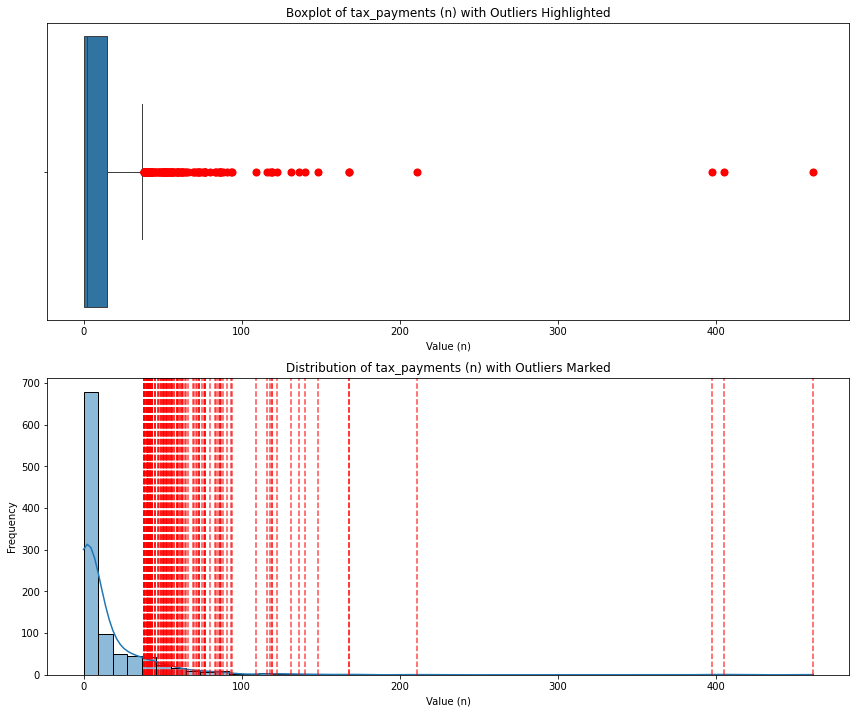 Boxplot of tax_payments (n) with Outliers Highlighted
0 100 200 300 400
Value (n)
Distribution of tax_payments (n) with Outliers Marked
700
600
500
400
300
200
100
0
Frequency
0 100 200 300 400
Value (n)